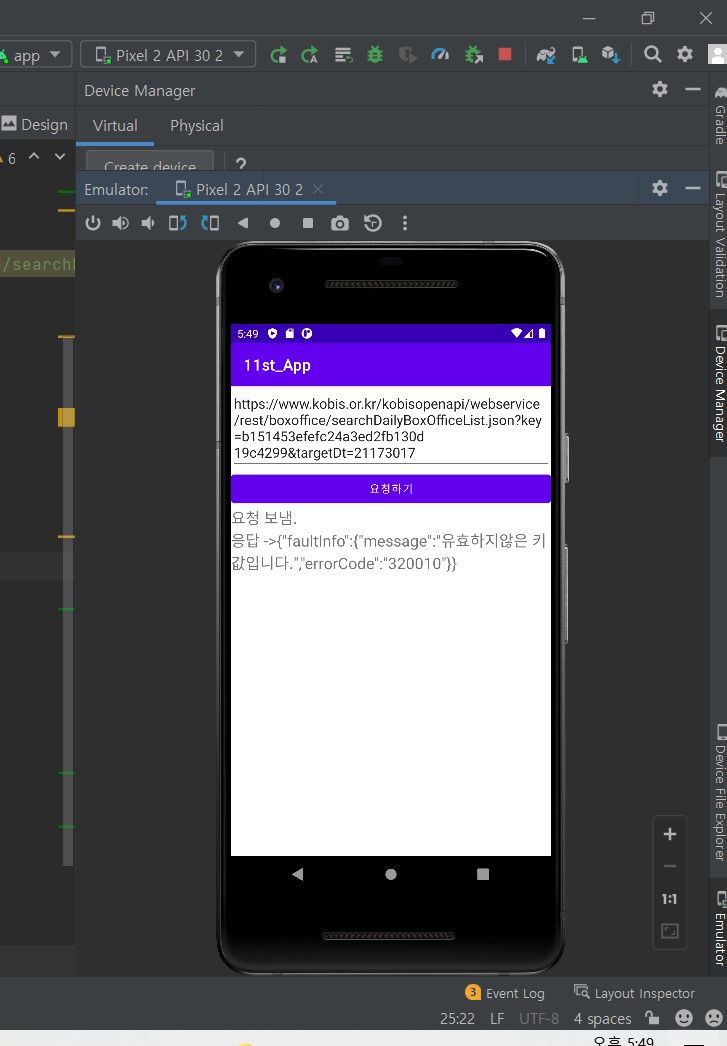 app
Pixel 2 API 30 2
Device Manager
Design
Virtual
Physical
6
Create device
?
Emulator:
Pixel 2 API 30 2
/search
5:49
11st_App
https://www.kobis.or.kr/kobisopenapi/webservice
/rest/boxoffice/searchDailyBoxOfficeList.json?key
=b151453efefc24a3ed2fb130d
19c4299&targetDt=21173017
요청하기
요청 보냄.
응답 ->{"faultInfo":{"message":"유효하지않은 키
값입니다.","errorCode":"320010"}}
1:1
Gradle
Layout Validation
Device Manager
Device File Explorer
Emulator
3 Event Log
Layout Inspector
25:22 LF UTF-8 4 spaces
오후 5:49